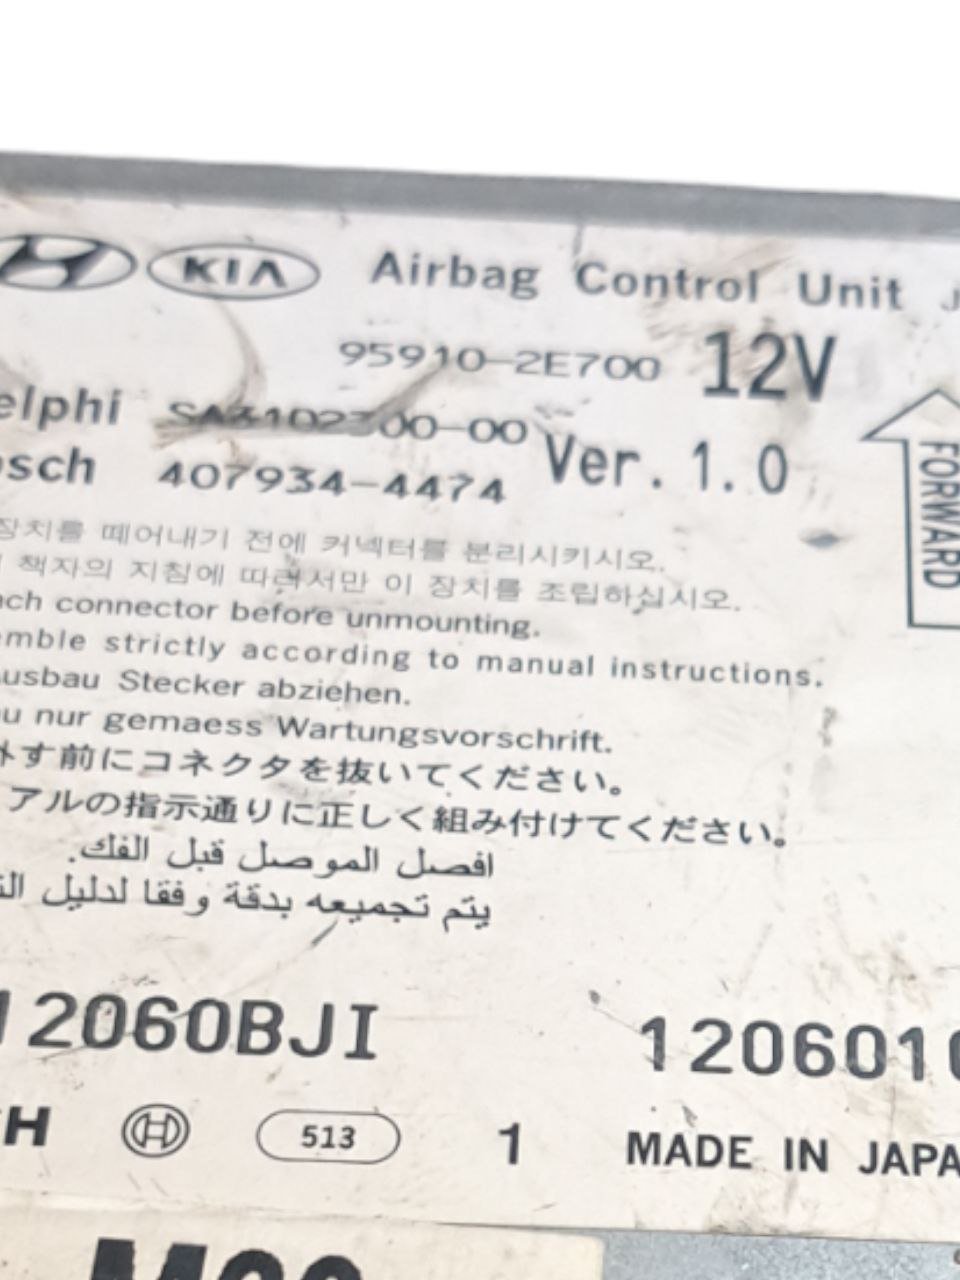 KIA Airbag Control Unit J
95910-2E700 12V
elphi SA3102300-00
osch 407934-4474 Ver.1.0
FORWARD
장치를 떼어내기 전에 커넥터를 분리시키시오.
책자의 지침에 따라서만 이 장치를 조립하십시오.
ach connector before unmounting.
emble strictly according to manual instructions.
usbau Stecker abziehen.
u nur gemaess Wartungsvorschrift.
外す前にコネクタを抜いてください。
アルの指示通りに正しく組み付けてください。
افصل الموصل قبل الفك.
يتم تجميعه بدقة وفقا لدليل
12060BJI 1206010
CH 513 1 MADE IN JAPA